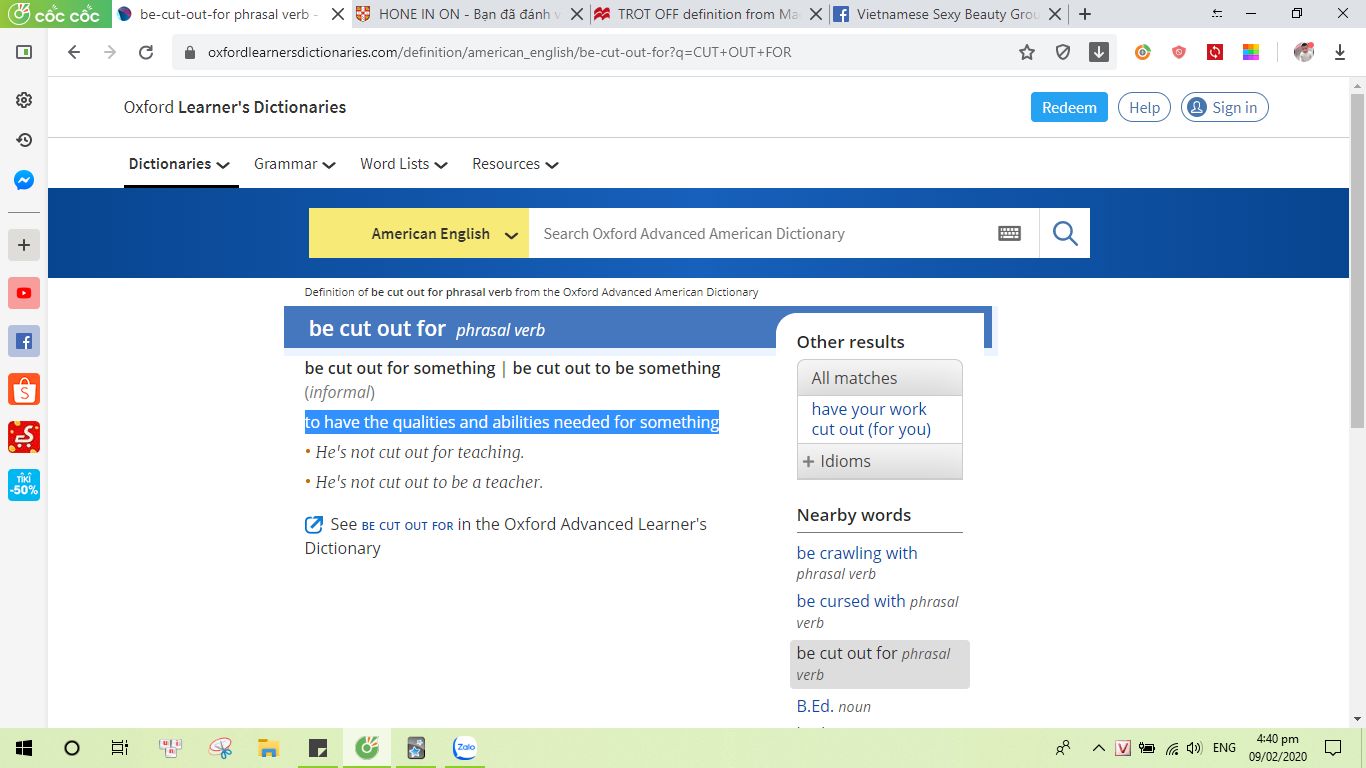 cốc cốc
be-cut-out-for phrasal verb -
HONE IN ON - Bạn đã đánh v
TROT OFF definition from Mac
Vietnamese Sexy Beauty Grou
oxfordlearnersdictionaries.com/definition/american_english/be-cut-out-for?q=CUT+OUT+FOR
Oxford Learner's Dictionaries
Redeem
Help
Sign in
Dictionaries
Grammar
Word Lists
Resources
American English
Search Oxford Advanced American Dictionary
Definition of be cut out for phrasal verb from the Oxford Advanced American Dictionary
be cut out for phrasal verb
be cut out for something | be cut out to be something
(informal)
to have the qualities and abilities needed for something
• He's not cut out for teaching.
• He's not cut out to be a teacher.
See BE CUT OUT FOR in the Oxford Advanced Learner's
Dictionary
Other results
All matches
have your work
cut out (for you)
+ Idioms
Nearby words
be crawling with
phrasal verb
be cursed with phrasal
verb
be cut out for phrasal
verb
B.Ed. noun
TIKI
-50%
Zalo
V
ENG
4:40 pm
09/02/2020